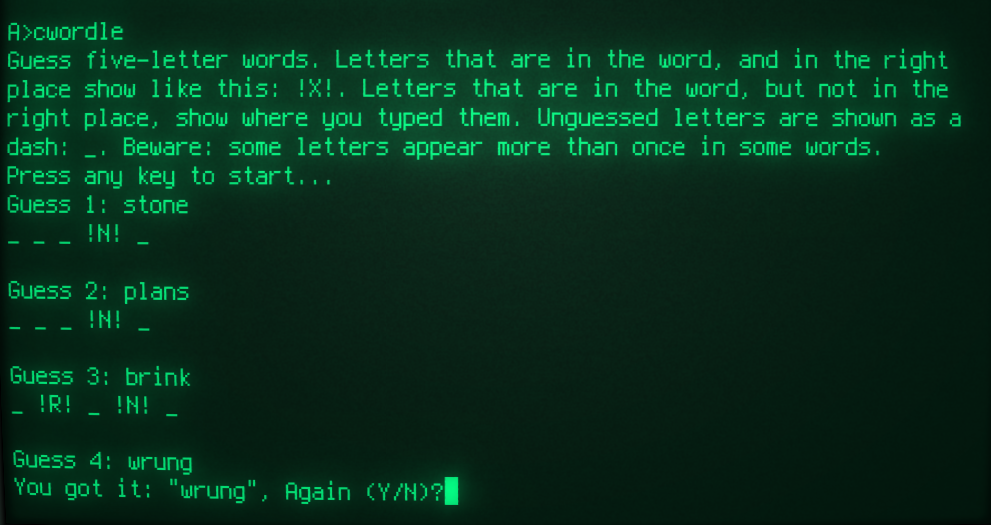 A>cwordle
Guess five-letter words. Letters that are in the word, and in the right
place show like this: !X!. Letters that are in the word, but not in the
right place, show where you typed them. Unguessed letters are shown as a
dash: _. Beware: some letters appear more than once in some words.
Press any key to start...
Guess 1: stone
_ _ _ !N! _
Guess 2: plans
_ _ _ !N! _
Guess 3: brink
_ !R! _ !N! _
Guess 4: wrung
You got it: "wrung", Again (Y/N)?